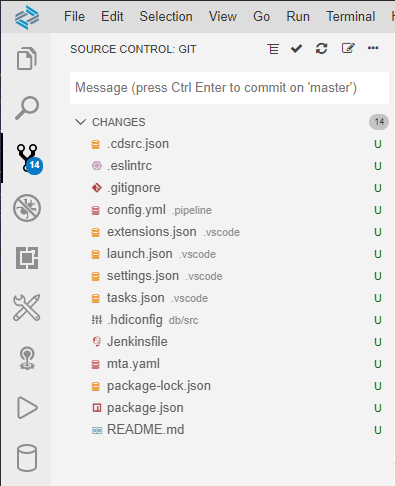 File Edit Selection View Go Run Terminal
SOURCE CONTROL: GIT
Message (press Ctrl Enter to commit on 'master')
CHANGES 14
.cdsrc.json U
.eslintrc U
14
.gitignore U
config.yml .pipeline U
extensions.json .vscode U
launch.json .vscode U
settings.json .vscode U
tasks.json .vscode U
.hdiconfig db/src U
Jenkinsfile U
mta.yaml U
package-lock.json U
package.json U
README.md U